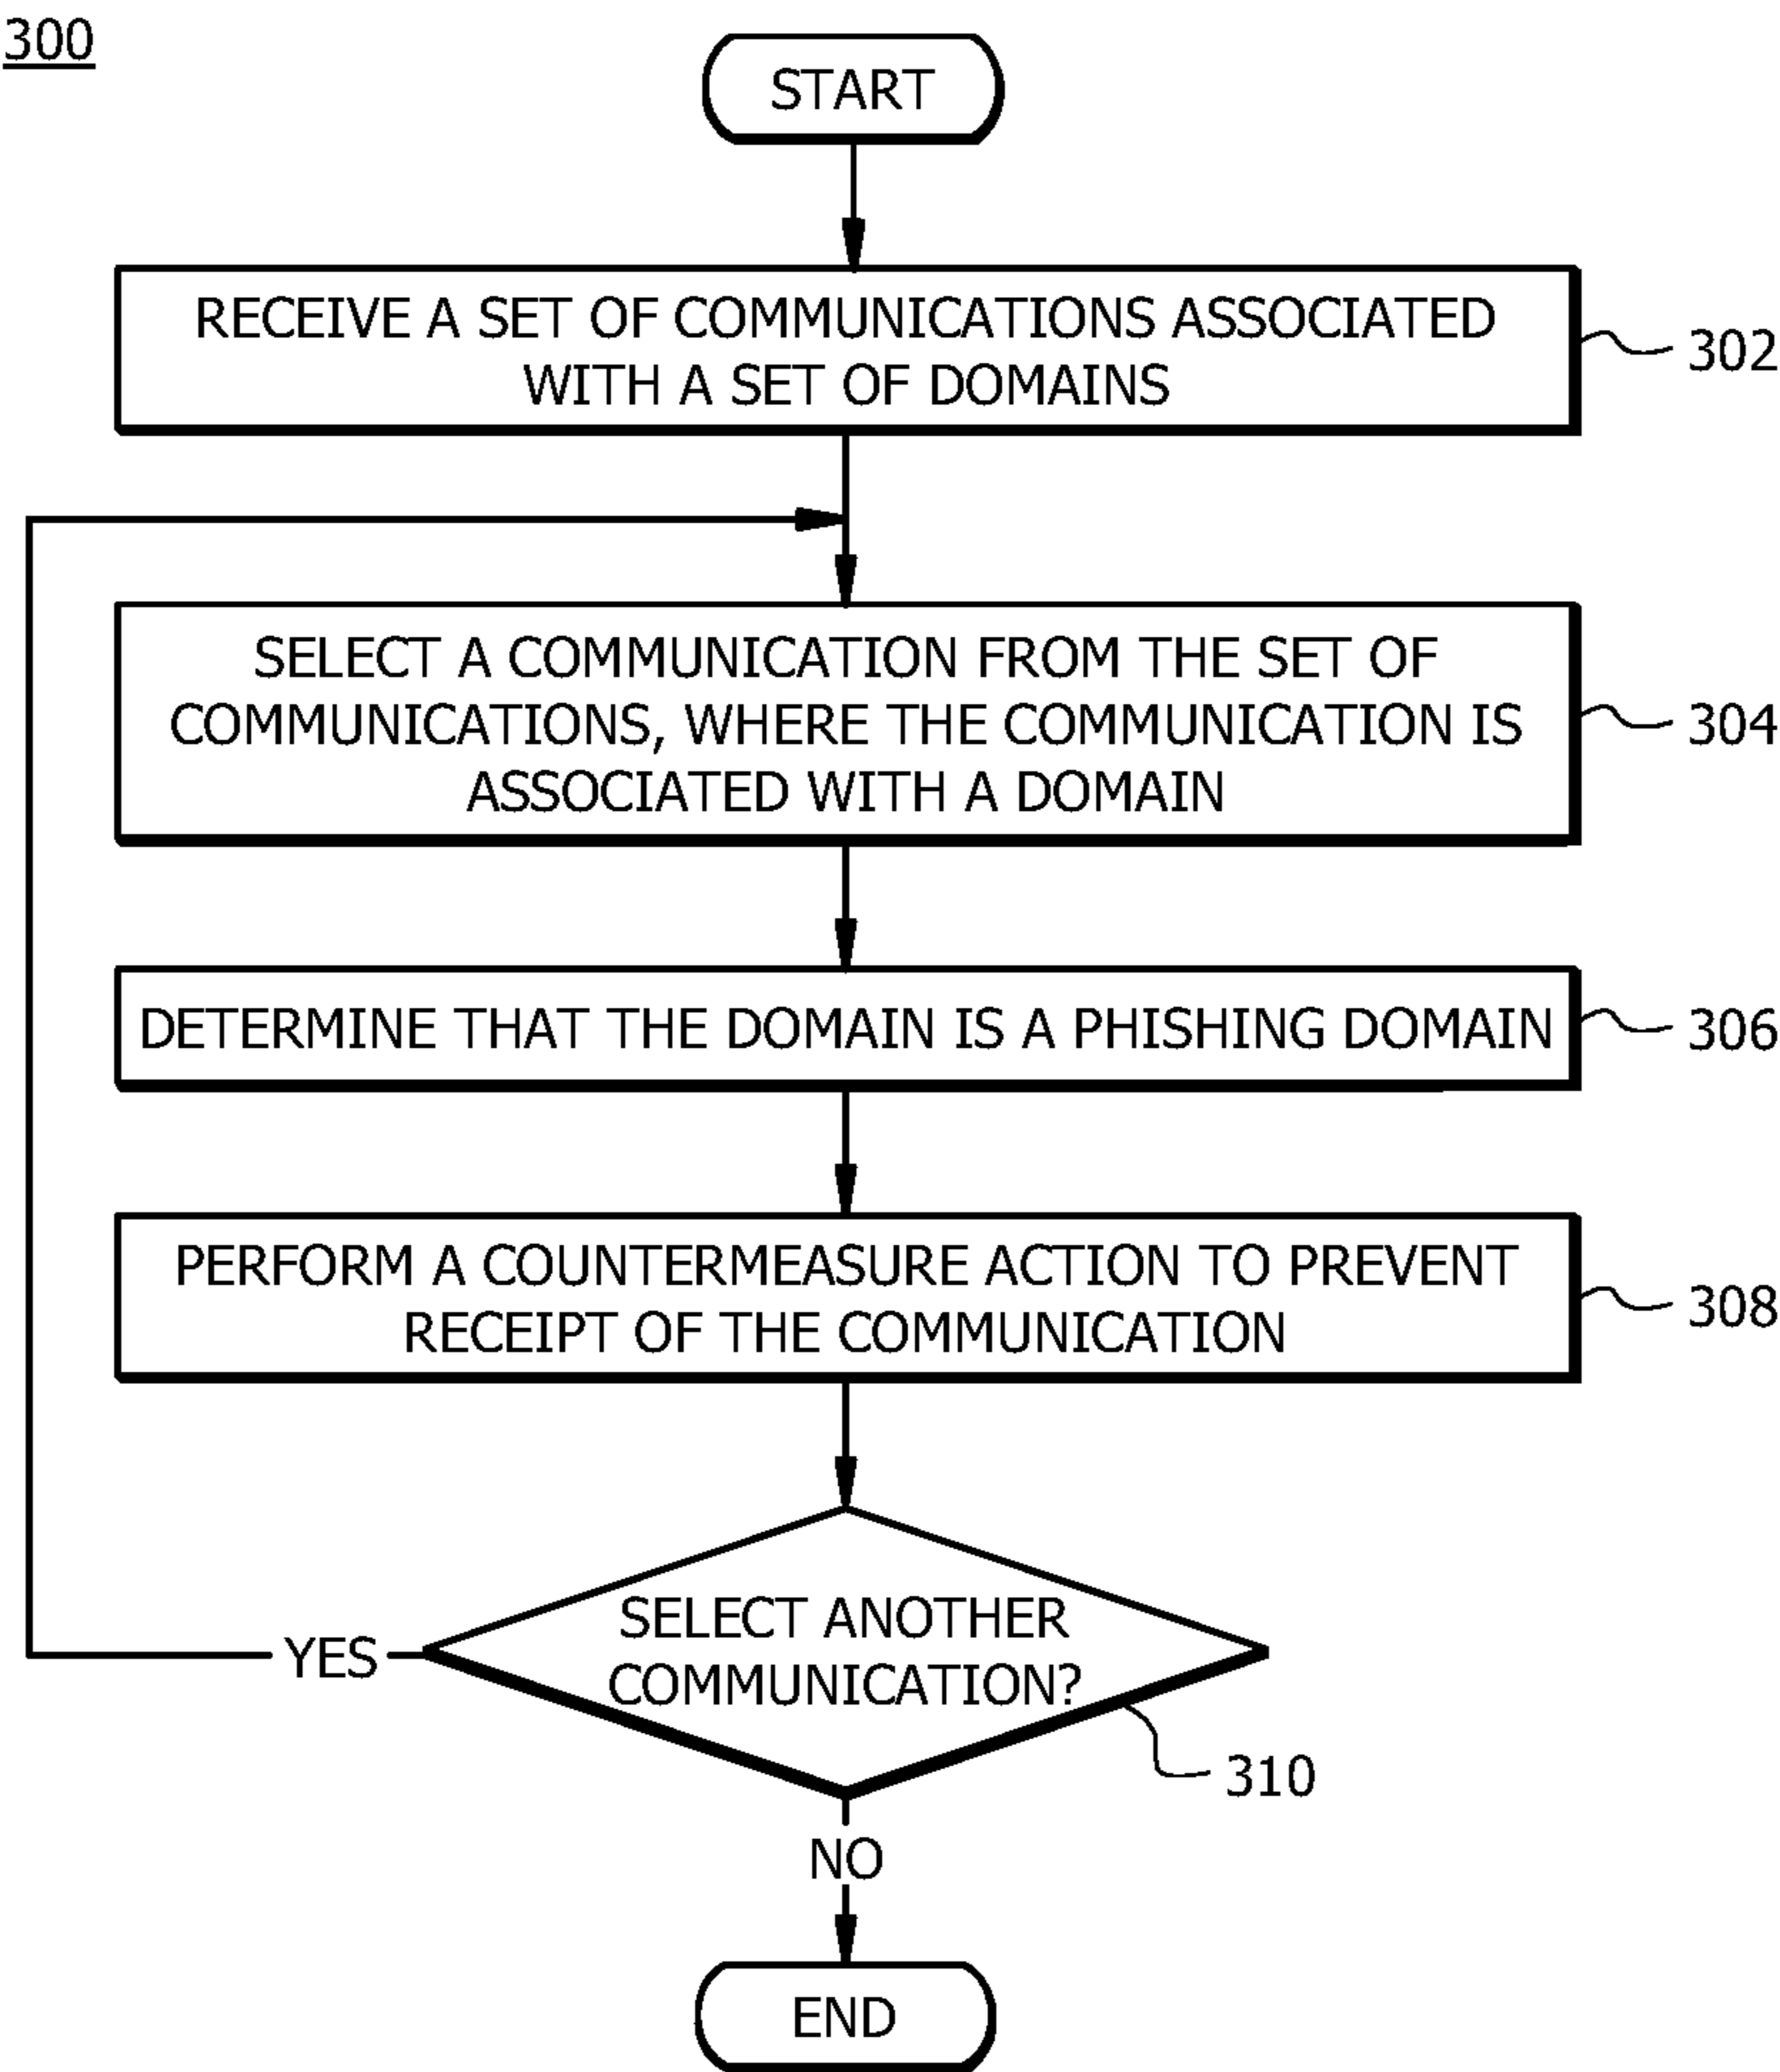 300
START
RECEIVE A SET OF COMMUNICATIONS ASSOCIATED
WITH A SET OF DOMAINS
302
SELECT A COMMUNICATION FROM THE SET OF
COMMUNICATIONS, WHERE THE COMMUNICATION IS
ASSOCIATED WITH A DOMAIN
304
DETERMINE THAT THE DOMAIN IS A PHISHING DOMAIN
306
PERFORM A COUNTERMEASURE ACTION TO PREVENT
RECEIPT OF THE COMMUNICATION
308
SELECT ANOTHER
COMMUNICATION?
YES
310
NO
END